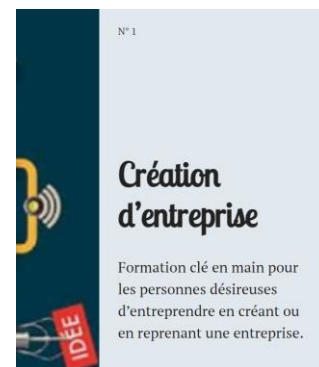 N° 1
Création
d'entreprise
Formation clé en main pour
les personnes désireuses
d'entreprendre en créant ou
en reprenant une entreprise.
IDÉE